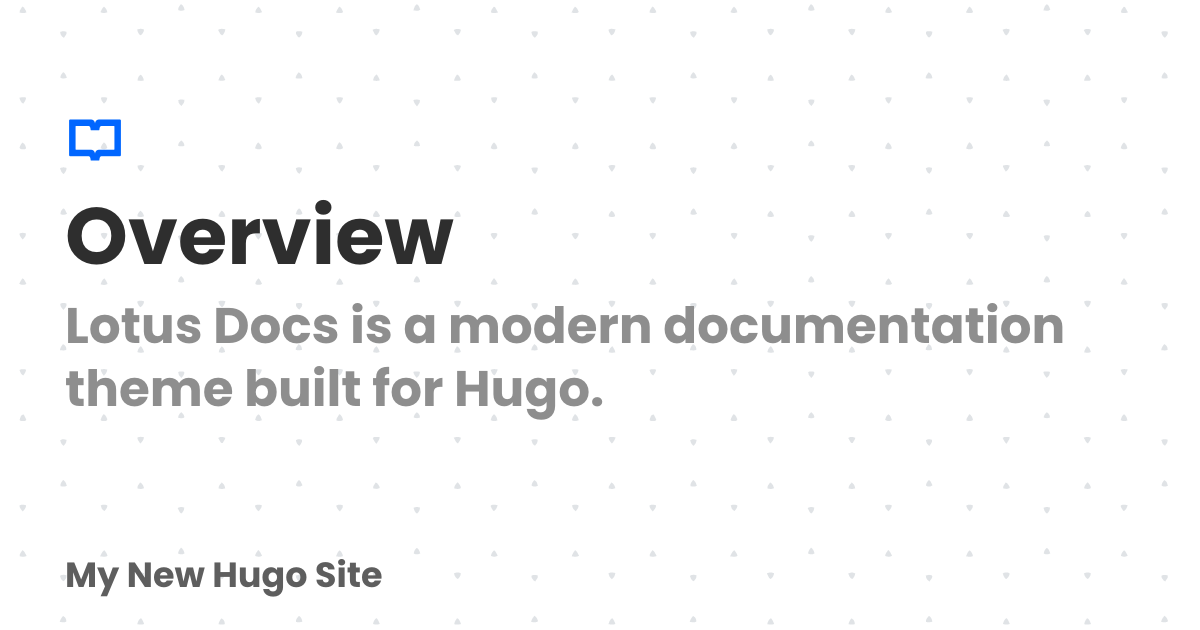 Overview
Lotus Docs is a modern documentation
theme built for Hugo.
My New Hugo Site